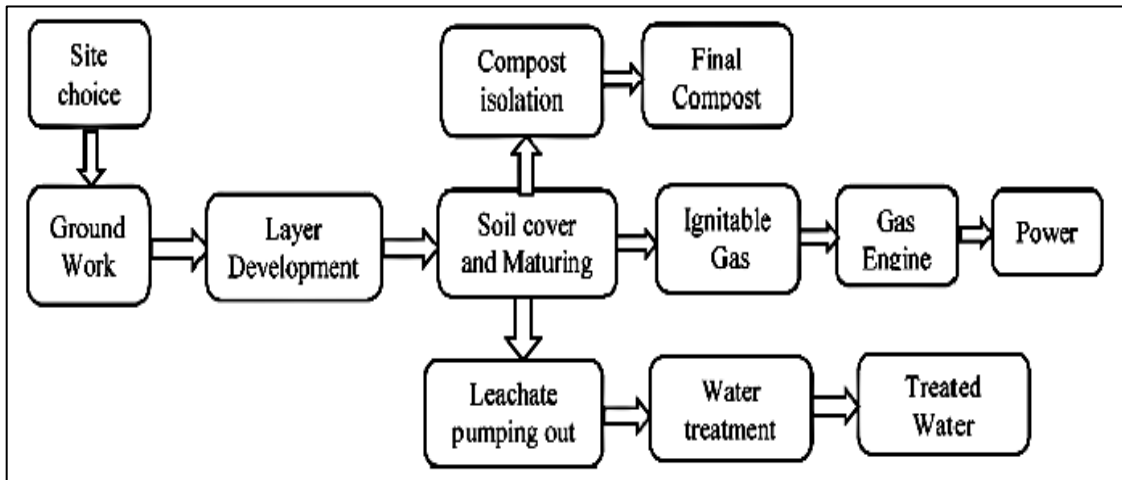 Site
choice
Ground
Work
Layer
Development
Soil cover
and Maturing
Compost
isolation
Final
Compost
Ignitable
Gas
Gas
Engine
Power
Leachate
pumping out
Water
treatment
Treated
Water